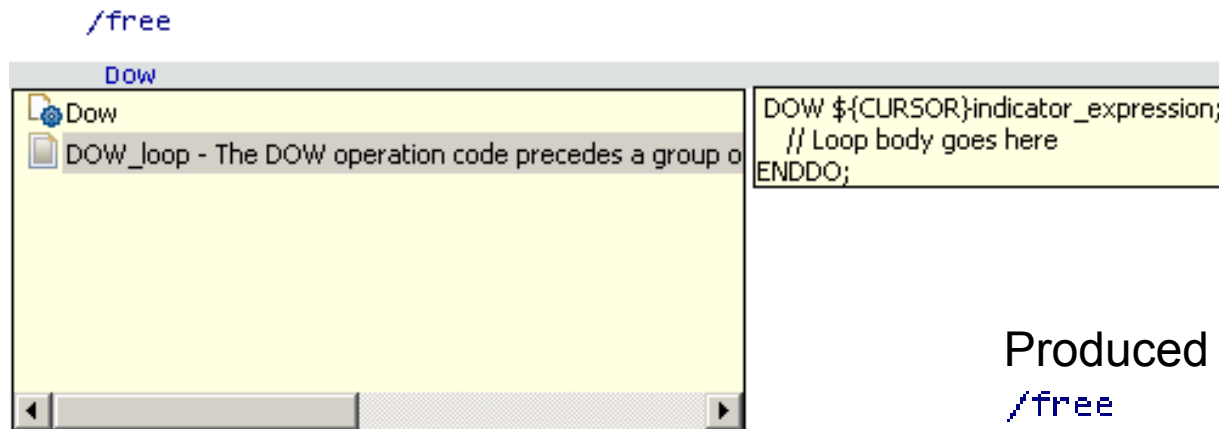 /free
Dow
Dow
DOW_loop - The DOW operation code precedes a group o
DOW ${CURSOR}indicator_expression;
// Loop body goes here
ENDDO;
Produced
/free